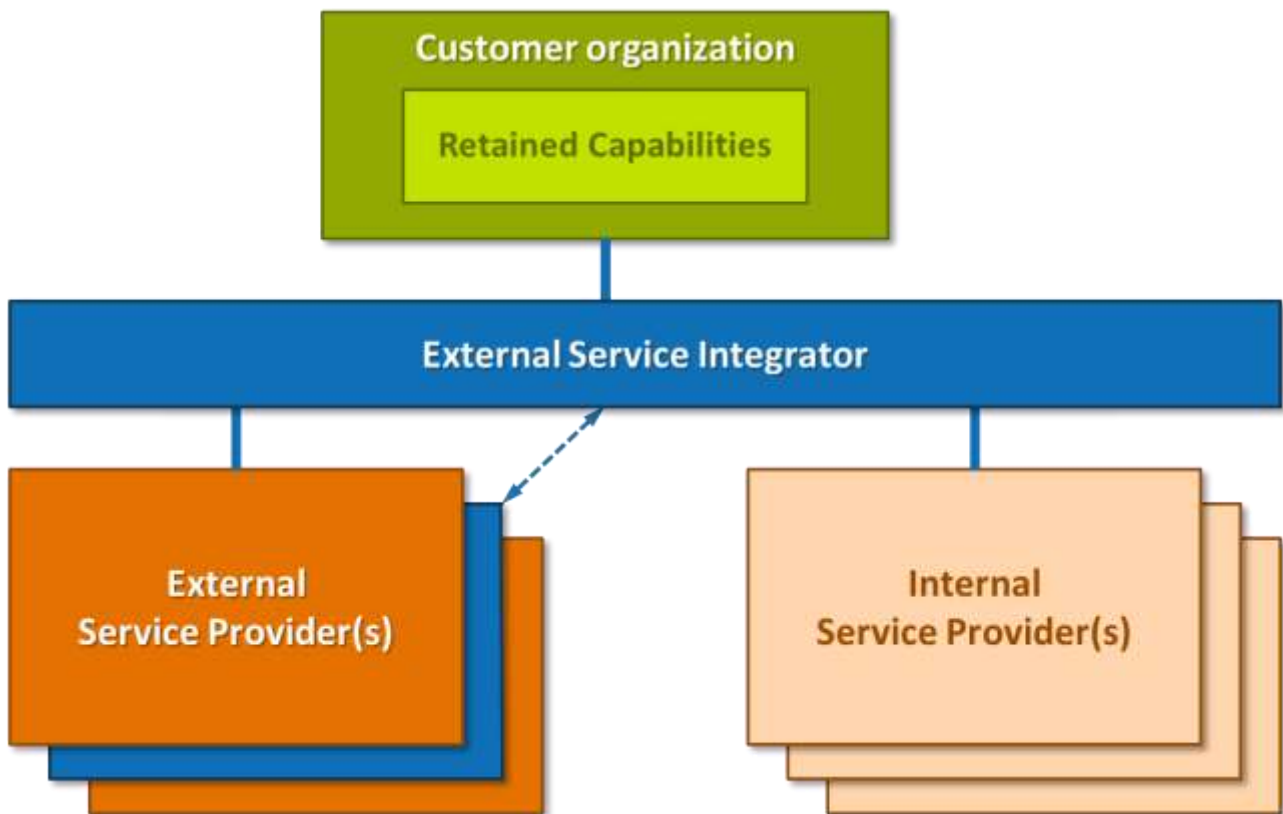 Customer organization
Retained Capabilities
External Service Integrator
External
Service Provider(s)
Internal
Service Provider(s)